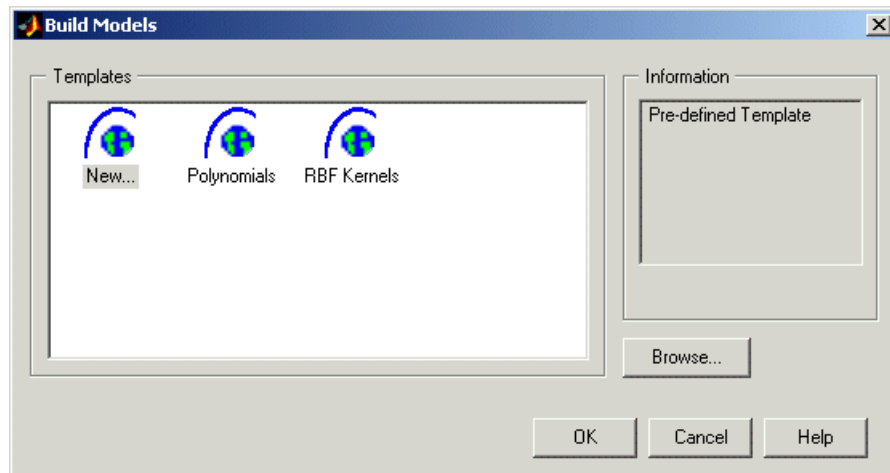 Build Models
Templates
New...
Polynomials
RBF Kernels
Information
Pre-defined Template
Browse...
OK
Cancel
Help